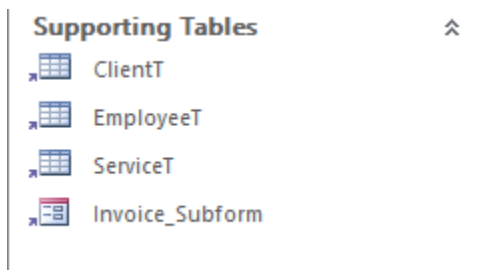 Supporting Tables
ClientT
EmployeeT
ServiceT
Invoice_Subform